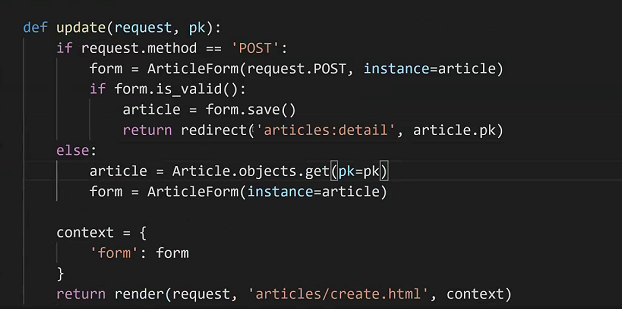 def update(request, pk):
    if request.method == 'POST':
        form = ArticleForm(request.POST, instance=article)
        if form.is_valid():
            article = form.save()
            return redirect('articles:detail', article.pk)
    else:
        article = Article.objects.get(pk=pk)
        form = ArticleForm(instance=article)

    context = {
        'form': form
    }
    return render(request, 'articles/create.html', context)